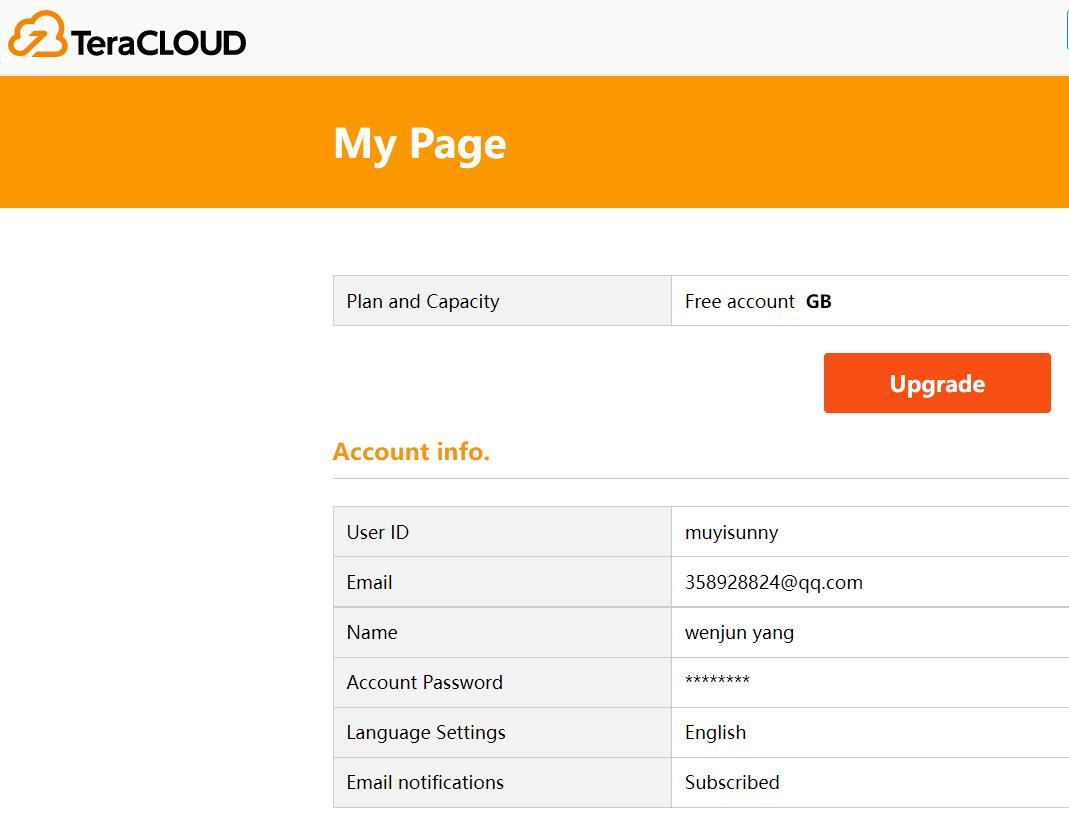 TeraCLOUD
My Page
Plan and Capacity Free account GB
Upgrade
Account info.
User ID muyisunny
Email 358928824@qq.com
Name wenjun yang
Account Password ********
Language Settings English
Email notifications Subscribed